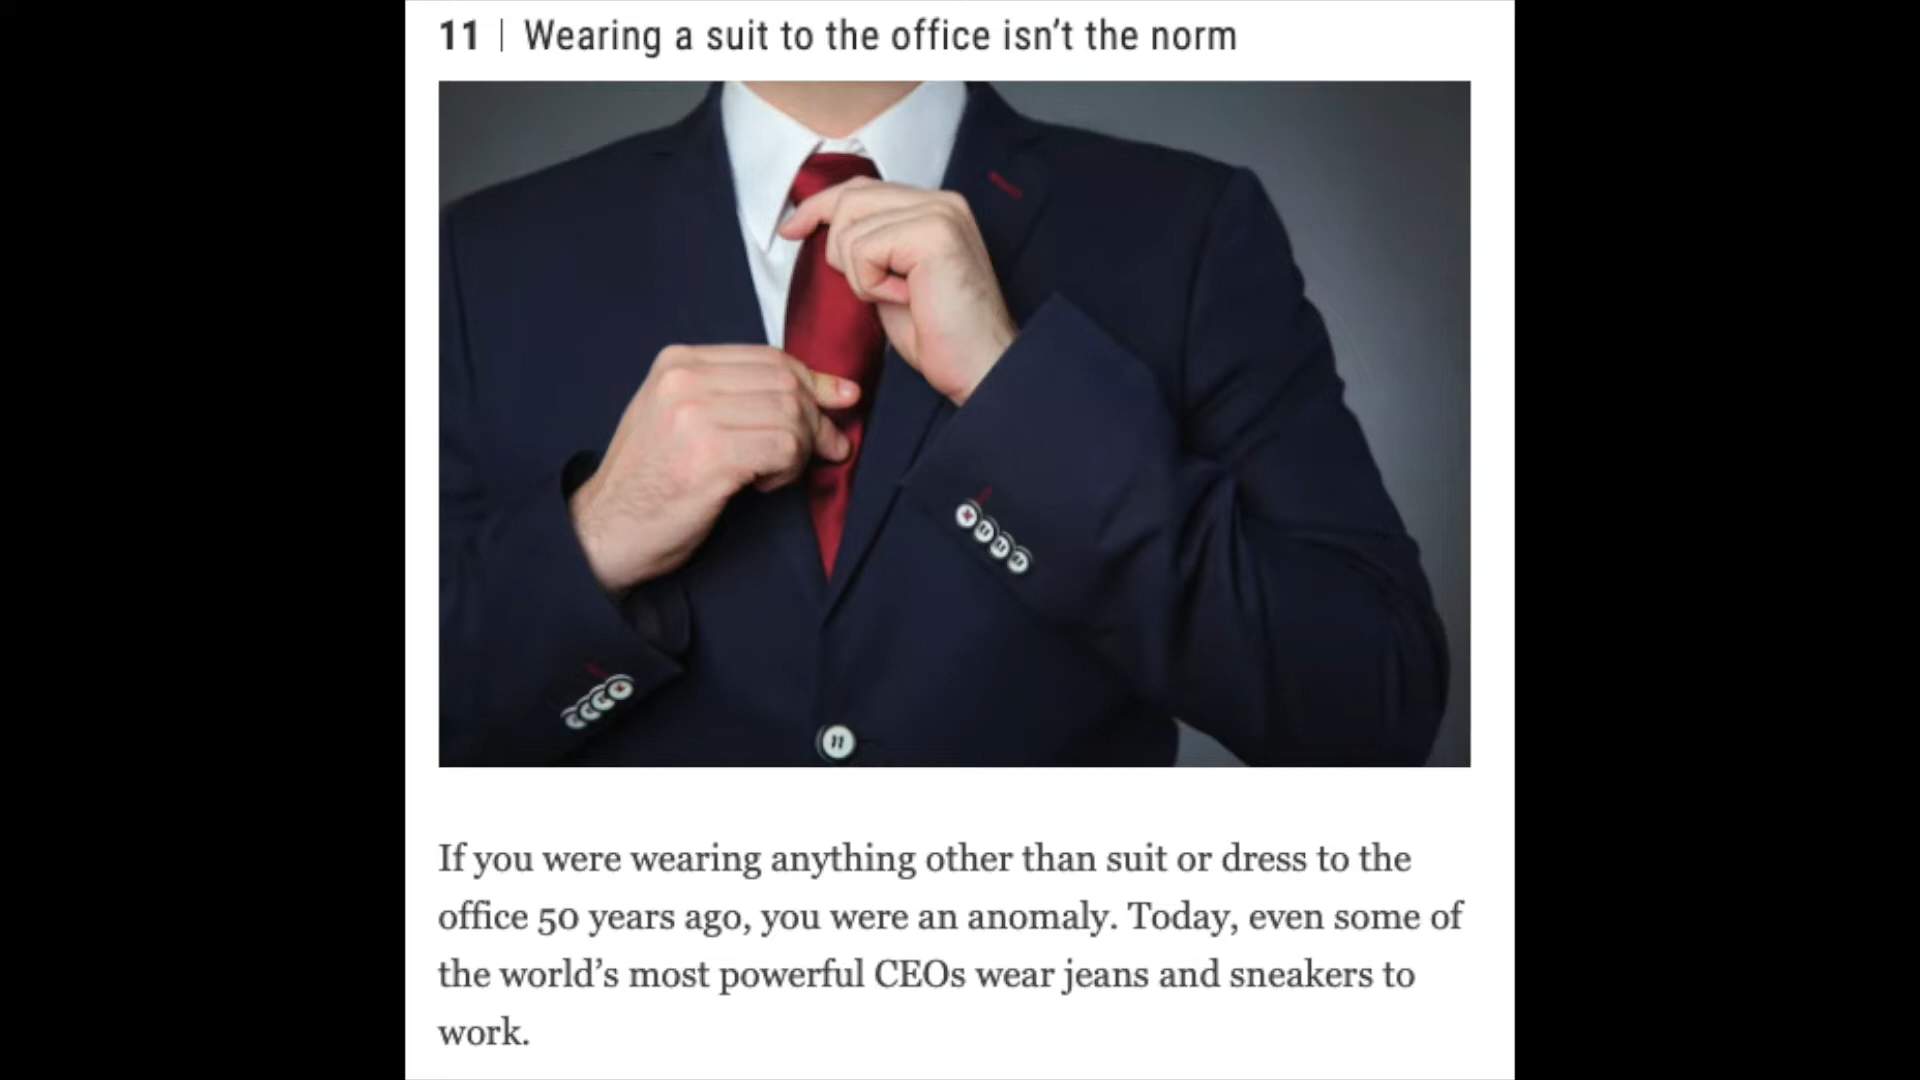 11 | Wearing a suit to the office isn’t the norm
If you were wearing anything other than suit or dress to the
office 50 years ago, you were an anomaly. Today, even some of
the world’s most powerful CEOs wear jeans and sneakers to
work.